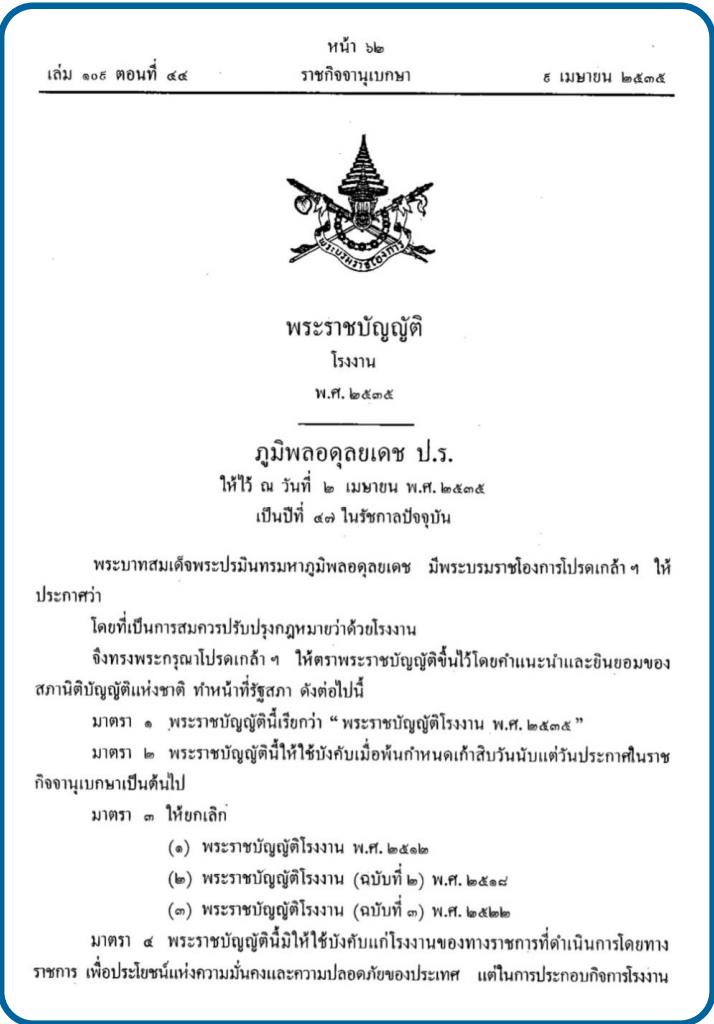 หน้า ๖๒
เล่ม ๑๐๙ ตอนที่ ๔๔ ราชกิจจานุเบกษา ๙ เมษายน ๒๕๓๕
พระบรมราชโองการ
พระราชบัญญัติ
โรงงาน
พ.ศ. ๒๕๓๕
ภูมิพลอดุลยเดช ป.ร.
ให้ไว้ ณ วันที่ ๒ เมษายน พ.ศ. ๒๕๓๕
เป็นปีที่ ๔๗ ในรัชกาลปัจจุบัน
พระบาทสมเด็จพระปรมินทรมหาภูมิพลอดุลยเดช มีพระบรมราชโองการโปรดเกล้า ฯ ให้
ประกาศว่า
โดยที่เป็นการสมควรปรับปรุงกฎหมายว่าด้วยโรงงาน
จึงทรงพระกรุณาโปรดเกล้า ฯ ให้ตราพระราชบัญญัติขึ้นไว้โดยคำแนะนำและยินยอมของ
สภานิติบัญญัติแห่งชาติ ทำหน้าที่รัฐสภา ดังต่อไปนี้
มาตรา ๑ พระราชบัญญัตินี้เรียกว่า “ พระราชบัญญัติโรงงาน พ.ศ. ๒๕๓๕ ”
มาตรา ๒ พระราชบัญญัตินี้ให้ใช้บังคับเมื่อพ้นกำหนดเก้าสิบวันนับแต่วันประกาศในราช
กิจจานุเบกษาเป็นต้นไป
มาตรา ๓ ให้ยกเลิก
(๑) พระราชบัญญัติโรงงาน พ.ศ. ๒๕๑๒
(๒) พระราชบัญญัติโรงงาน (ฉบับที่ ๒) พ.ศ. ๒๕๑๘
(๓) พระราชบัญญัติโรงงาน (ฉบับที่ ๓) พ.ศ. ๒๕๒๒
มาตรา ๔ พระราชบัญญัตินี้มิให้ใช้บังคับแก่โรงงานของทางราชการที่ดำเนินการโดยทาง
ราชการ เพื่อประโยชน์แห่งความมั่นคงและความปลอดภัยของประเทศ แต่ในการประกอบกิจการโรงงาน